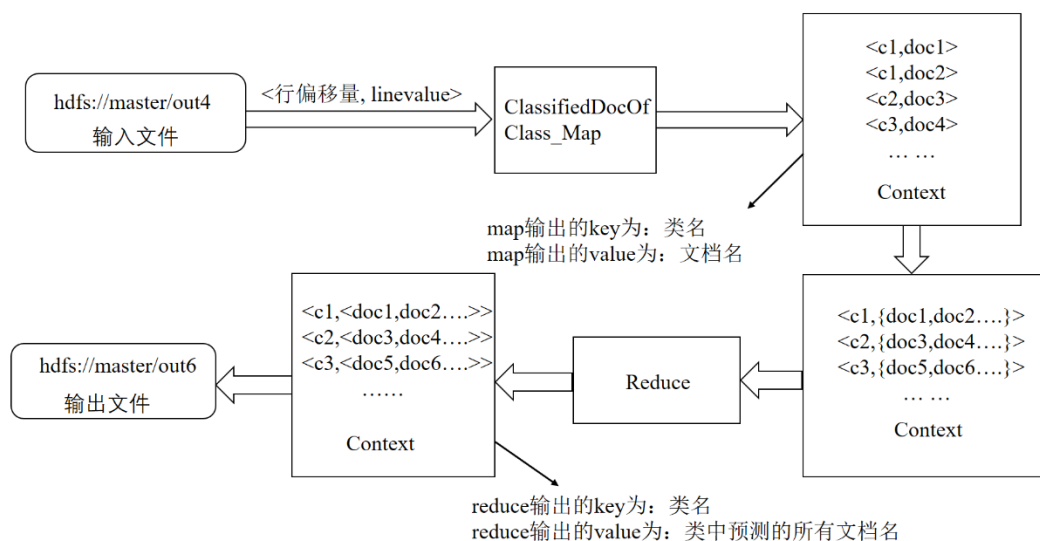 hdfs://master/out4
输入文件
<行偏移量, linevalue>
ClassifiedDocOf
Class_Map
<c1,doc1>
<c1,doc2>
<c2,doc3>
<c3,doc4>
… …
Context
map输出的key为：类名
map输出的value为：文档名
<c1,{doc1,doc2….}>
<c2,{doc3,doc4….}>
<c3,{doc5,doc6….}>
… …
Context
Reduce
<c1,<doc1,doc2….>>
<c2,<doc3,doc4….>>
<c3,<doc5,doc6….>>
……
Context
hdfs://master/out6
输出文件
reduce输出的key为：类名
reduce输出的value为：类中预测的所有文档名